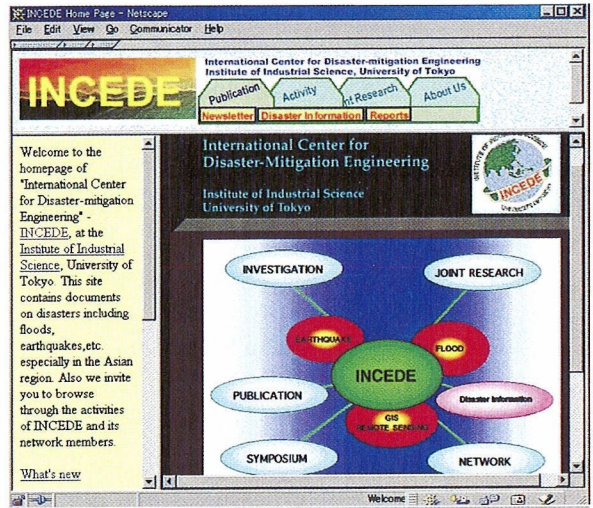 INCEDE Home Page - Netscape
File Edit View Go Communicator Help
INCEDE
International Center for Disaster-mitigation Engineering
Institute of Industrial Science, University of Tokyo
Publication
Activity
nt Research
About Us
Newsletter
Disaster Information
Reports
Welcome to the
homepage of
"International Center
for Disaster-mitigation
Engineering" -
INCEDE, at the
Institute of Industrial
Science, University of
Tokyo. This site
contains documents
on disasters including
floods,
earthquakes,etc.
especially in the Asian
region. Also we invite
you to browse
through the activities
of INCEDE and its
network members.
What's new
International Center for
Disaster-Mitigation Engineering
Institute of Industrial Science
University of Tokyo
INCEDE
INVESTIGATION
JOINT RESEARCH
EARTHQUAKE
FLOOD
INCEDE
PUBLICATION
Disaster Information
GIS
REMOTE SENSING
SYMPOSIUM
NETWORK
Welcome